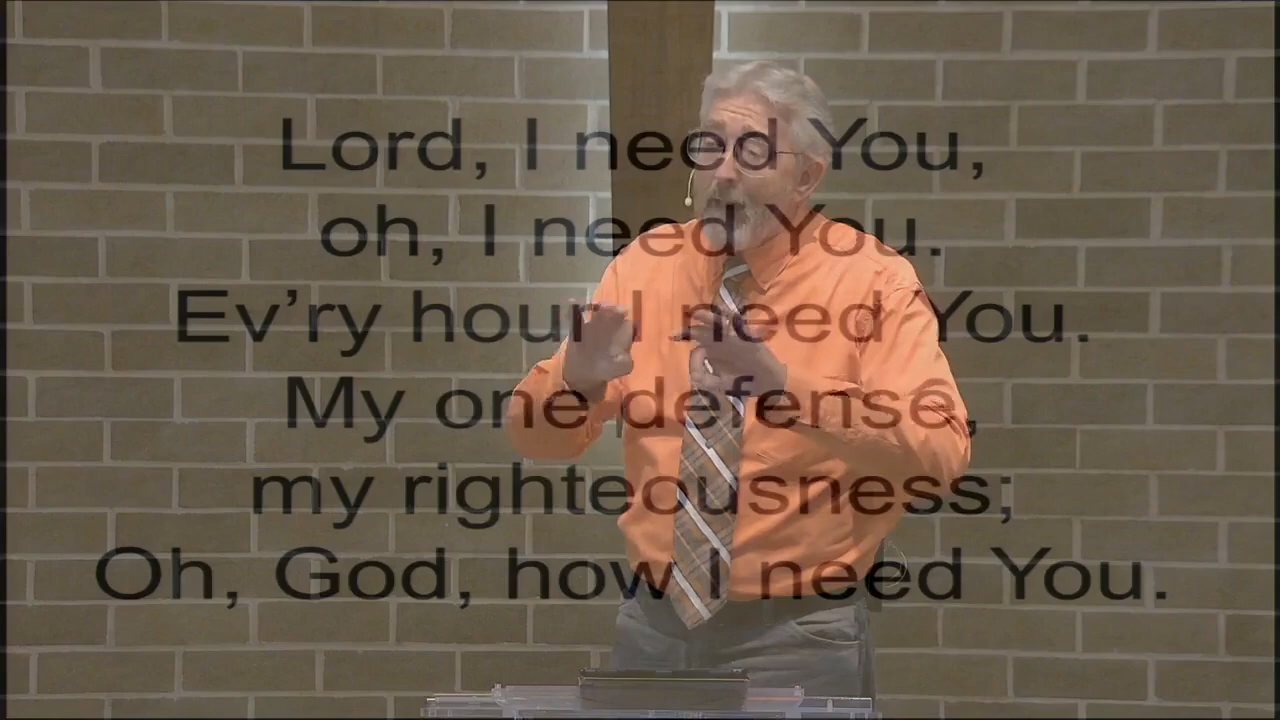 Lord, I need You,
oh, I need You.
Ev’ry hour I need You.
My one defense,
my righteousness;
Oh, God, how I need You.